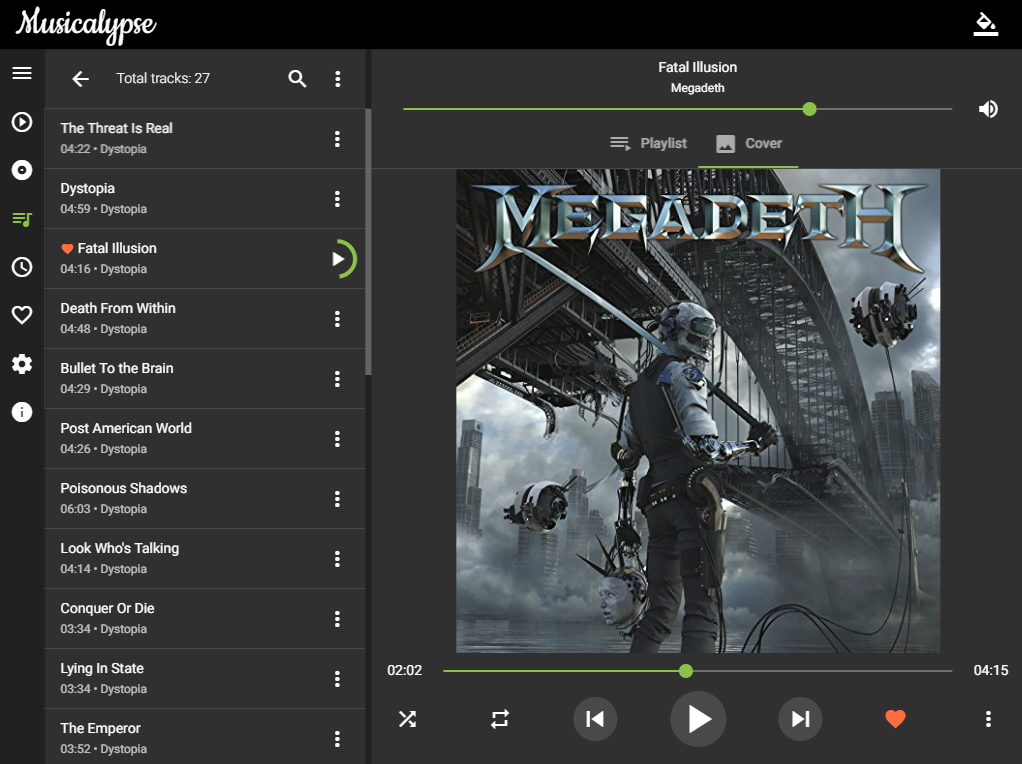 Musicalypse
Total tracks: 27
The Threat Is Real
04:22 • Dystopia
Dystopia
04:59 • Dystopia
Fatal Illusion
04:16 • Dystopia
Death From Within
04:48 • Dystopia
Bullet To the Brain
04:29 • Dystopia
Post American World
04:26 • Dystopia
Poisonous Shadows
06:03 • Dystopia
Look Who's Talking
04:14 • Dystopia
Conquer Or Die
03:34 • Dystopia
Lying In State
03:34 • Dystopia
The Emperor
03:52 • Dystopia
Fatal Illusion
Megadeth
Playlist Cover
MEGADETH
02:02 04:15